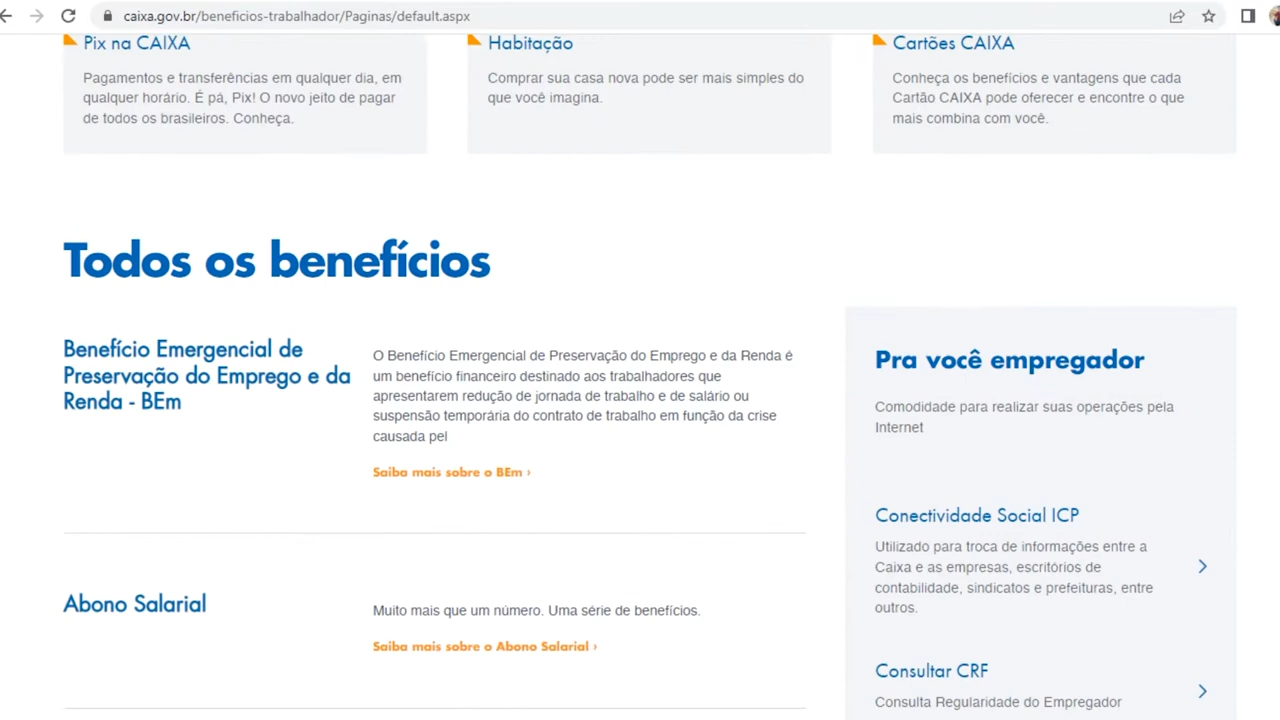 caixa.gov.br/beneficios-trabalhador/Paginas/default.aspx
Pix na CAIXA
Pagamentos e transferências em qualquer dia, em
qualquer horário. É pá, Pix! O novo jeito de pagar
de todos os brasileiros. Conheça.
Habitação
Comprar sua casa nova pode ser mais simples do
que você imagina.
Cartões CAIXA
Conheça os benefícios e vantagens que cada
Cartão CAIXA pode oferecer e encontre o que
mais combina com você.
Todos os benefícios
Benefício Emergencial de
Preservação do Emprego e da
Renda - BEm
O Benefício Emergencial de Preservação do Emprego e da Renda é
um benefício financeiro destinado aos trabalhadores que
apresentarem redução de jornada de trabalho e de salário ou
suspensão temporária do contrato de trabalho em função da crise
causada pel
Saiba mais sobre o BEm ›
Abono Salarial
Muito mais que um número. Uma série de benefícios.
Saiba mais sobre o Abono Salarial ›
Pra você empregador
Comodidade para realizar suas operações pela
Internet
Conectividade Social ICP
Utilizado para troca de informações entre a
Caixa e as empresas, escritórios de
contabilidade, sindicatos e prefeituras, entre
outros.
Consultar CRF
Consulta Regularidade do Empregador